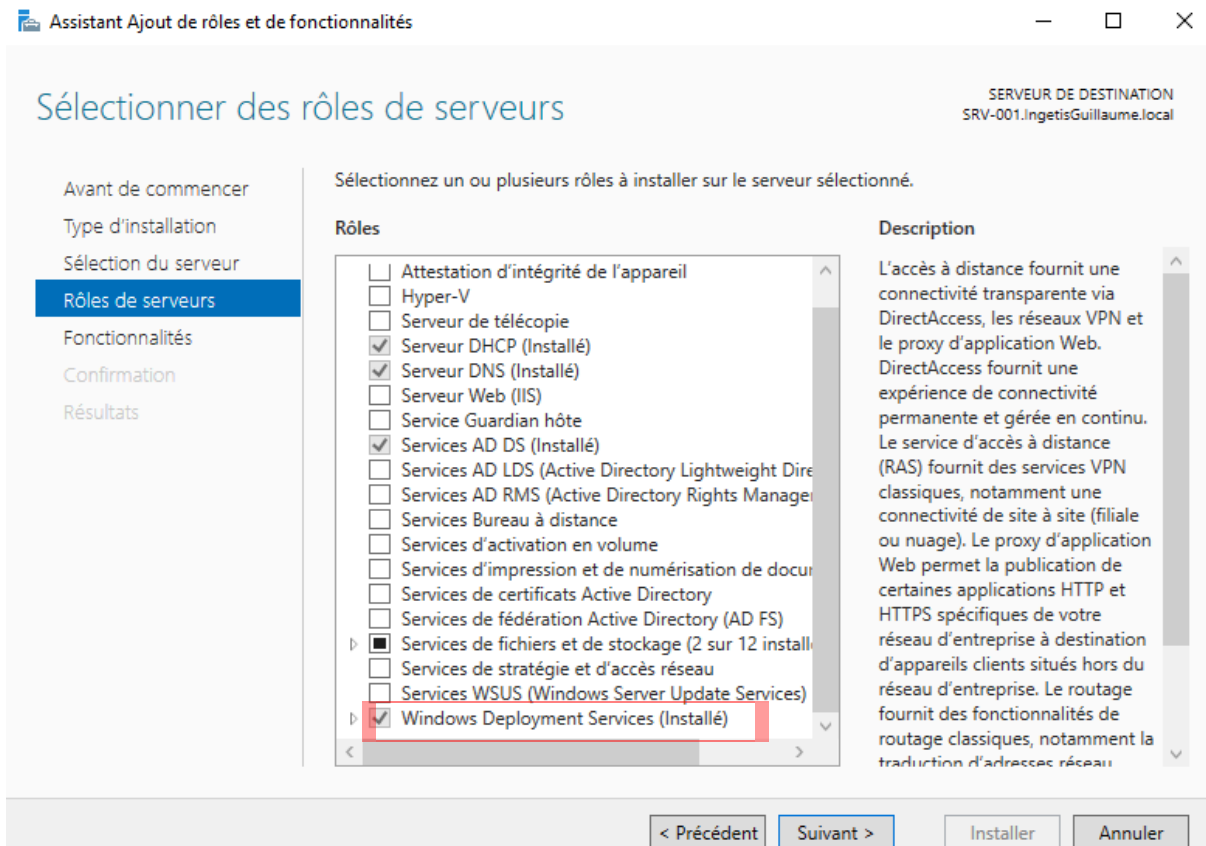 Assistant Ajout de rôles et de fonctionnalités
Sélectionner des rôles de serveurs
SERVEUR DE DESTINATION
SRV-001.IngetisGuillaume.local
Avant de commencer
Type d'installation
Sélection du serveur
Rôles de serveurs
Fonctionnalités
Confirmation
Résultats
Sélectionnez un ou plusieurs rôles à installer sur le serveur sélectionné.
Rôles
Attestation d'intégrité de l'appareil
Hyper-V
Serveur de télécopie
Serveur DHCP (Installé)
Serveur DNS (Installé)
Serveur Web (IIS)
Service Guardian hôte
Services AD DS (Installé)
Services AD LDS (Active Directory Lightweight Dire
Services AD RMS (Active Directory Rights Manage
Services Bureau à distance
Services d'activation en volume
Services d'impression et de numérisation de docu
Services de certificats Active Directory
Services de fédération Active Directory (AD FS)
Services de fichiers et de stockage (2 sur 12 install
Services de stratégie et d'accès réseau
Services WSUS (Windows Server Update Services)
Windows Deployment Services (Installé)
Description
L'accès à distance fournit une
connectivité transparente via
DirectAccess, les réseaux VPN et
le proxy d'application Web.
DirectAccess fournit une
expérience de connectivité
permanente et gérée en continu.
Le service d'accès à distance
(RAS) fournit des services VPN
classiques, notamment une
connectivité de site à site (filiale
ou nuage). Le proxy d'application
Web permet la publication de
certaines applications HTTP et
HTTPS spécifiques de votre
réseau d'entreprise à destination
d'appareils clients situés hors du
réseau d'entreprise. Le routage
fournit des fonctionnalités de
routage classiques, notamment la
traduction d'adresses réseau
< Précédent
Suivant >
Installer
Annuler